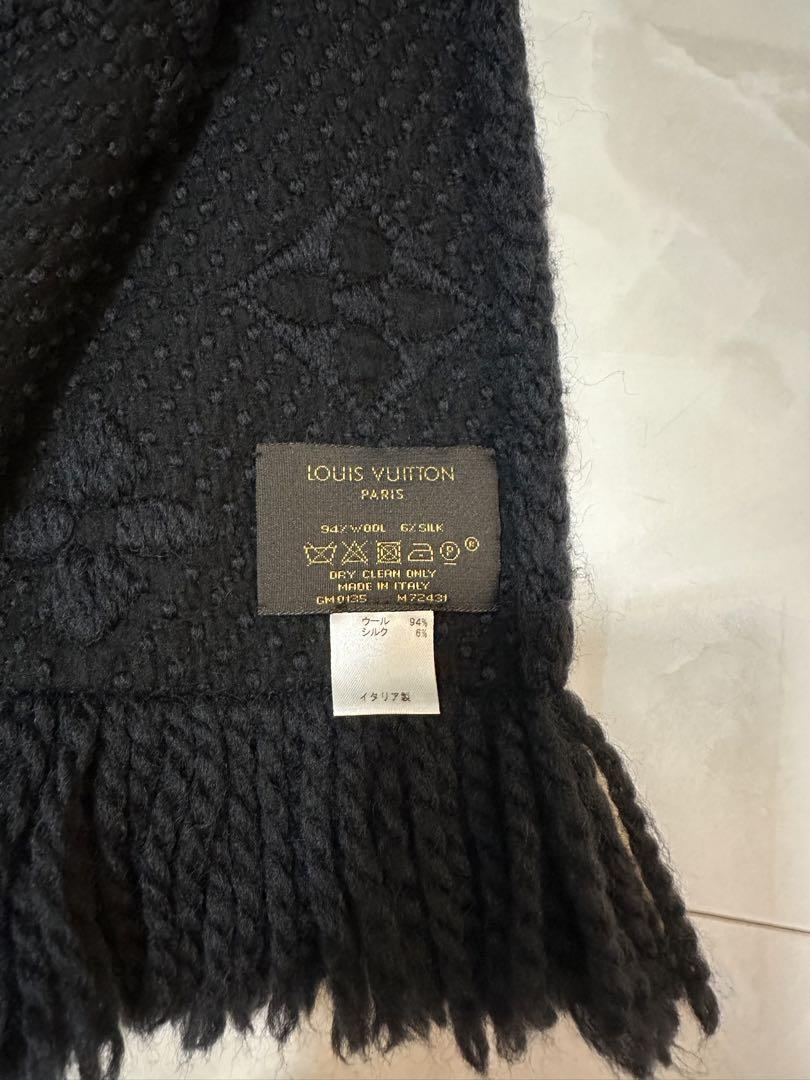 LOUIS VUITTON
PARIS
94% WOOL 6% SILK
P ®
DRY CLEAN ONLY
MADE IN ITALY
GM0135 M72431
ウール 94%
シルク 6%
イタリア製